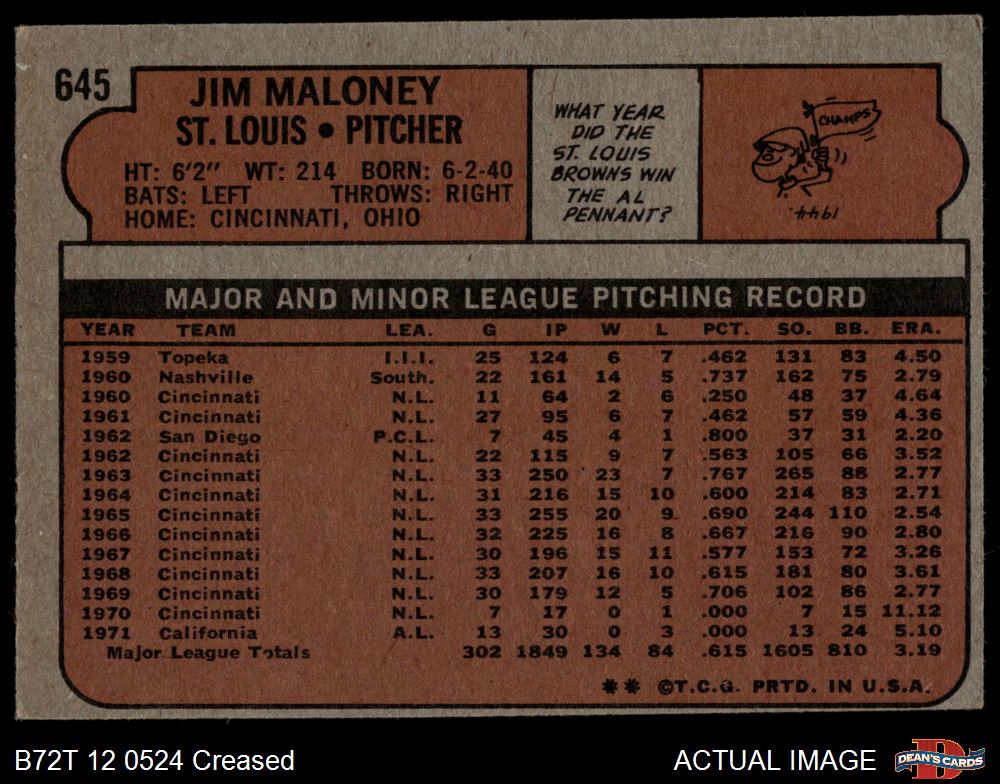 645
JIM MALONEY
ST. LOUIS • PITCHER
HT: 6'2" WT: 214 BORN: 6-2-40
BATS: LEFT THROWS: RIGHT
HOME: CINCINNATI, OHIO
WHAT YEAR
DID THE
ST. LOUIS
BROWNS WIN
THE AL
PENNANT?
CHAMPS
1944.
MAJOR AND MINOR LEAGUE PITCHING RECORD
YEAR TEAM LEA. G IP W L PCT. SO. BB. ERA.
1959 Topeka I.I.I. 25 124 6 7 .462 131 83 4.50
1960 Nashville South. 22 161 14 5 .737 162 75 2.79
1960 Cincinnati N.L. 11 64 2 6 .250 48 37 4.64
1961 Cincinnati N.L. 27 95 6 7 .462 57 59 4.36
1962 San Diego P.C.L. 7 45 4 1 .800 37 31 2.20
1962 Cincinnati N.L. 22 115 9 7 .563 105 66 3.52
1963 Cincinnati N.L. 33 250 23 7 .767 265 88 2.77
1964 Cincinnati N.L. 31 216 15 10 .600 214 83 2.71
1965 Cincinnati N.L. 33 255 20 9 .690 244 110 2.54
1966 Cincinnati N.L. 32 225 16 8 .667 216 90 2.80
1967 Cincinnati N.L. 30 196 15 11 .577 153 72 3.26
1968 Cincinnati N.L. 33 207 16 10 .615 181 80 3.61
1969 Cincinnati N.L. 30 179 12 5 .706 102 86 2.77
1970 Cincinnati N.L. 7 17 0 1 .000 7 15 11.12
1971 California A.L. 13 30 0 3 .000 13 24 5.10
Major League Totals 302 1849 134 84 .615 1605 810 3.19
** ©T.C.G. PRTD. IN U.S.A.
B72T 12 0524 Creased
ACTUAL IMAGE
D
DEAN'S CARDS